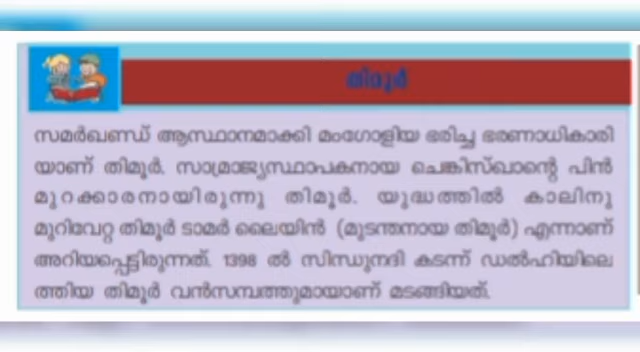 തിമൂർ
സമർഖണ്ഡ് ആസ്ഥാനമാക്കി മംഗോളിയ ഭരിച്ച ഭരണാധികാരി
യാണ് തിമൂർ. സാമ്രാജ്യസ്ഥാപകനായ ചെങ്കിസ്ഖാന്റെ പിൻ
മുറക്കാരനായിരുന്നു തിമൂർ. യുദ്ധത്തിൽ കാലിനു
മുറിവേറ്റ തിമൂർ ടാമർ ലൈയിൻ (മുടന്തനായ തിമൂർ) എന്നാണ്
അറിയപ്പെട്ടിരുന്നത്. 1398 ൽ സിന്ധുനദി കടന്ന് ഡൽഹിയിലെ
ത്തിയ തിമൂർ വൻസമ്പത്തുമായാണ് മടങ്ങിയത്.